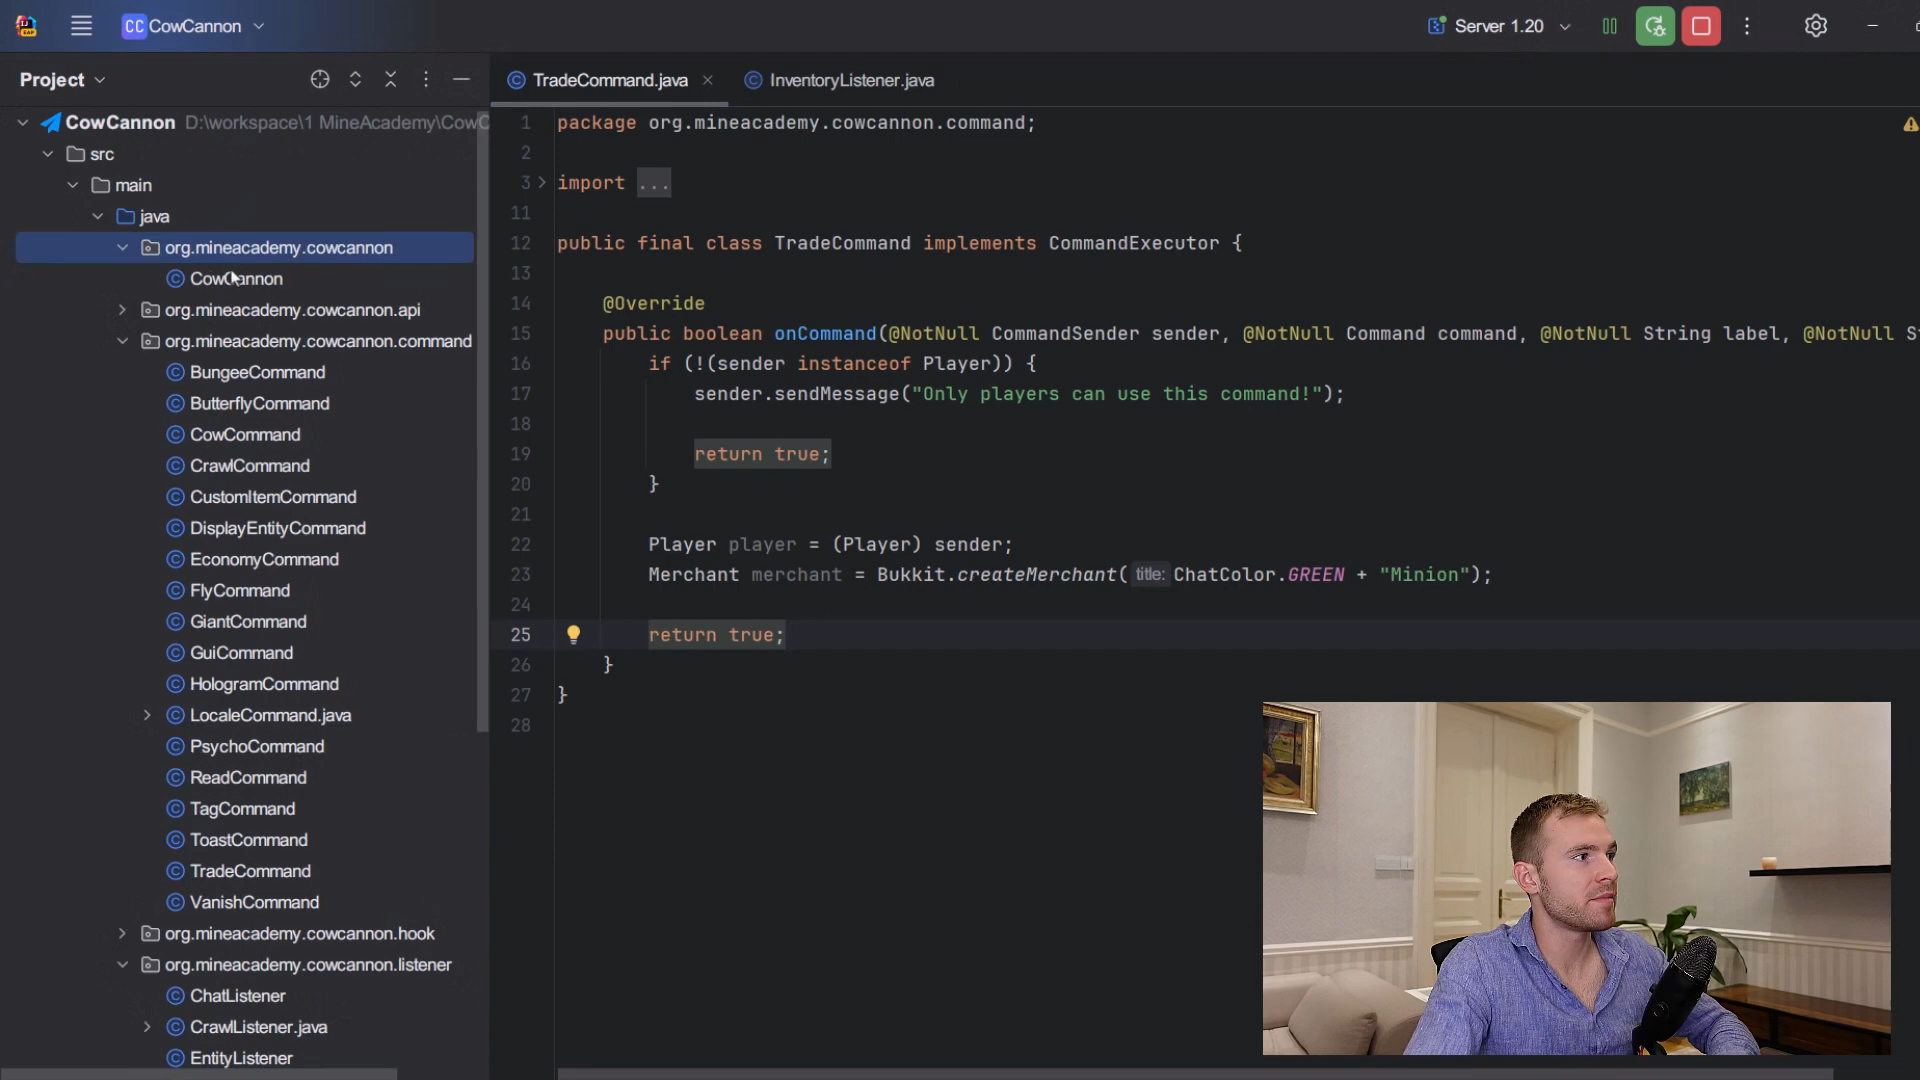 CC CowCannon
Server 1.20
Project
TradeCommand.java
InventoryListener.java
CowCannon D:\workspace\1 MineAcademy\CowC
src
main
java
org.mineacademy.cowcannon
CowCannon
org.mineacademy.cowcannon.api
org.mineacademy.cowcannon.command
BungeeCommand
ButterflyCommand
CowCommand
CrawlCommand
CustomItemCommand
DisplayEntityCommand
EconomyCommand
FlyCommand
GiantCommand
GuiCommand
HologramCommand
LocaleCommand.java
PsychoCommand
ReadCommand
TagCommand
ToastCommand
TradeCommand
VanishCommand
org.mineacademy.cowcannon.hook
org.mineacademy.cowcannon.listener
ChatListener
CrawlListener.java
EntityListener
1 package org.mineacademy.cowcannon.command;
2
3 import ...
11
12 public final class TradeCommand implements CommandExecutor {
13
14 @Override
15 public boolean onCommand(@NotNull CommandSender sender, @NotNull Command command, @NotNull String label, @NotNull S
16 if (!(sender instanceof Player)) {
17 sender.sendMessage("Only players can use this command!");
18
19 return true;
20 }
21
22 Player player = (Player) sender;
23 Merchant merchant = Bukkit.createMerchant( title: ChatColor.GREEN + "Minion");
24
25 return true;
26 }
27 }
28